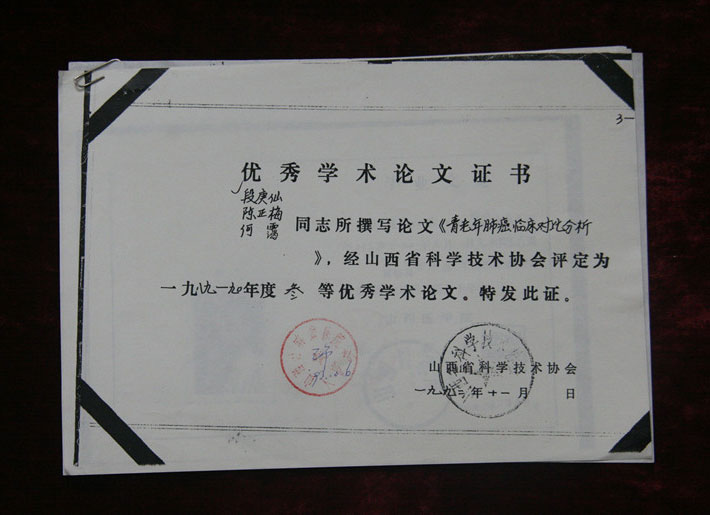 3-1
优秀学术论文证书
段庚仙
陈正梅
何霭
同志所撰写论文《青老年肺癌临床对比分析
》，经山西省科学技术协会评定为
一九八九-一九九〇年度叁等优秀学术论文。特发此证。
山西省科学技术协会
一九九二年十一月 日